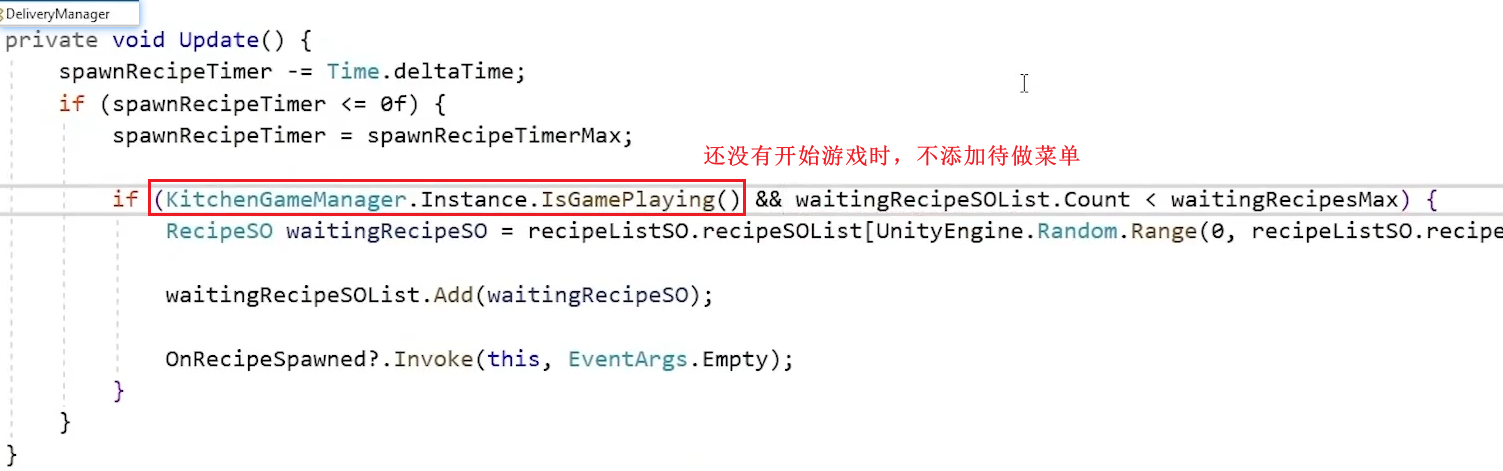 DeliveryManager
private void Update() {
spawnRecipeTimer -= Time.deltaTime;
if (spawnRecipeTimer <= 0f) {
spawnRecipeTimer = spawnRecipeTimerMax;
还没有开始游戏时，不添加待做菜单
if (KitchenGameManager.Instance.IsGamePlaying() && waitingRecipeSOList.Count < waitingRecipesMax) {
RecipeSO waitingRecipeSO = recipeListSO.recipeSOList[UnityEngine.Random.Range(0, recipeListSO.recipe
waitingRecipeSOList.Add(waitingRecipeSO);
OnRecipeSpawned?.Invoke(this, EventArgs.Empty);
}
}
}